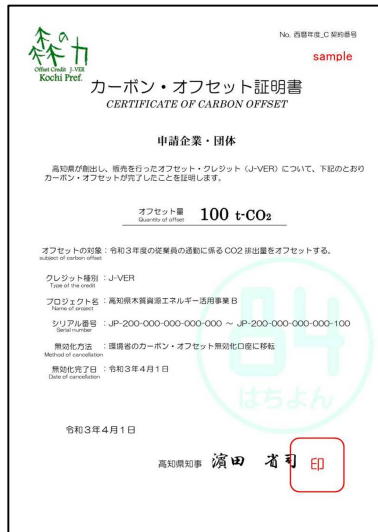 森の力
Offset Credit J-VER
Kochi Pref.
No. 西暦年度_C 契約番号
sample
カーボン・オフセット証明書
CERTIFICATE OF CARBON OFFSET
申請企業・団体
高知県が創出し、販売を行ったオフセット・クレジット（J-VER）について、下記のとおり
カーボン・オフセットが完了したことを証明します。
オフセット量 100 t-CO₂
Quantity of offset
オフセットの対象：令和３年度の従業員の通勤に係るCO2排出量をオフセットする。
subject of carbon offset
クレジット種別：J-VER
Type of the credit
プロジェクト名：高知県木質資源エネルギー活用事業B
Name of project
シリアル番号：JP-200-000-000-000-000 ～ JP-200-000-000-000-100
Serial number
無効化方法：環境省のカーボン・オフセット無効化口座に移転
Method of cancellation
無効化完了日：令和３年４月１日
Date of cancellation
84
はちよん
令和３年４月１日
高知県知事 濵田 省司 印